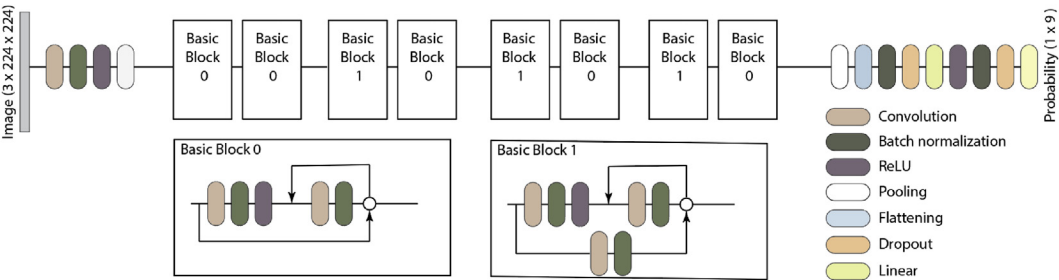 Image (3 x 224 x 224)
Basic
Block
0
Basic
Block
0
Basic
Block
1
Basic
Block
0
Basic
Block
1
Basic
Block
0
Basic
Block
1
Basic
Block
0
Probability (1 x 9)
Basic Block 0
Basic Block 1
Convolution
Batch normalization
ReLU
Pooling
Flattening
Dropout
Linear